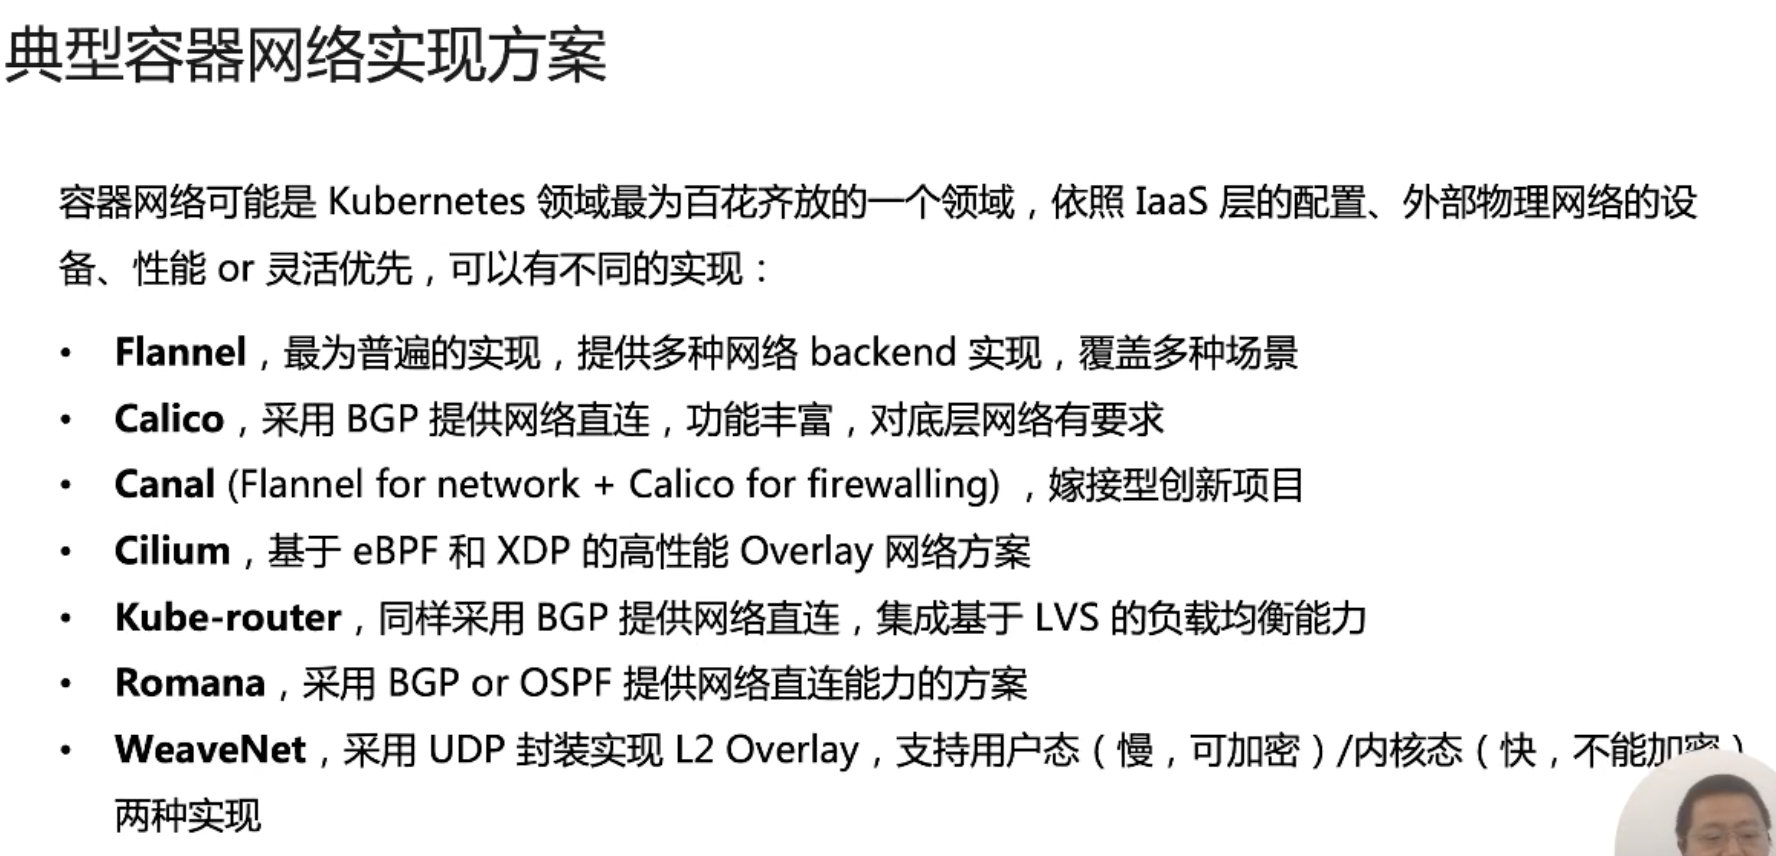 典型容器网络实现方案
容器网络可能是 Kubernetes 领域最为百花齐放的一个领域，依照 IaaS 层的配置、外部物理网络的设
备、性能 or 灵活优先，可以有不同的实现：
• Flannel，最为普遍的实现，提供多种网络 backend 实现，覆盖多种场景
• Calico，采用 BGP 提供网络直连，功能丰富，对底层网络有要求
• Canal (Flannel for network + Calico for firewalling) ，嫁接型创新项目
• Cilium，基于 eBPF 和 XDP 的高性能 Overlay 网络方案
• Kube-router，同样采用 BGP 提供网络直连，集成基于 LVS 的负载均衡能力
• Romana，采用 BGP or OSPF 提供网络直连能力的方案
• WeaveNet，采用 UDP 封装实现 L2 Overlay，支持用户态（慢，可加密）/内核态（快，不能加密）
两种实现